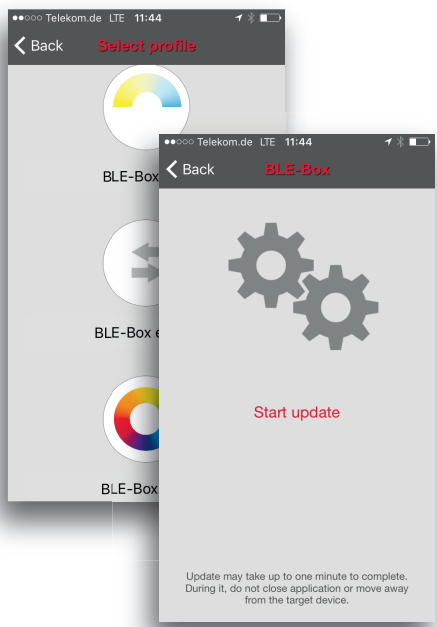 ●●○○○ Telekom.de LTE 11:44
Back Select profile
BLE-Box
BLE-Box e
BLE-Box
●●○○○ Telekom.de LTE 11:44
Back BLE-Box
Start update
Update may take up to one minute to complete.
During it, do not close application or move away
from the target device.